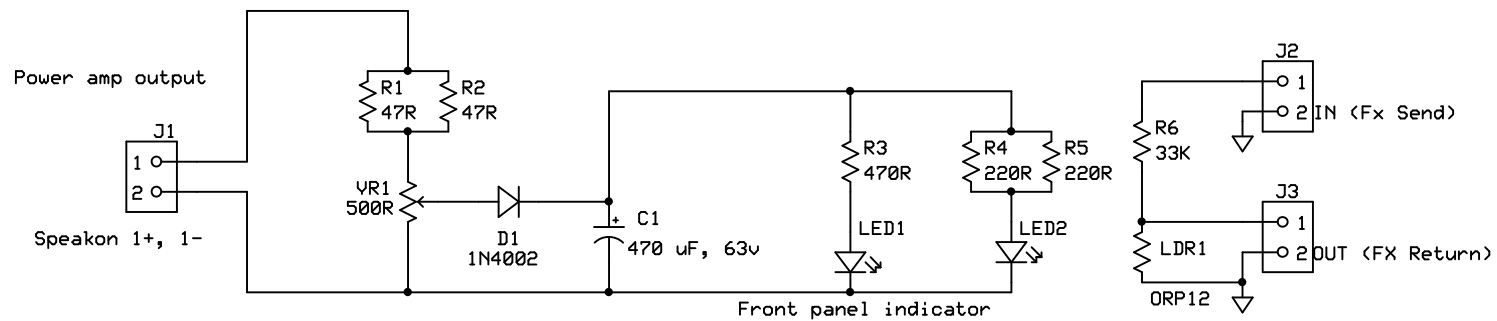 Power amp output
J1
1
2
Speakon 1+, 1-
R1
47R
R2
47R
VR1
500R
D1
1N4002
+
C1
470 uF, 63v
R3
470R
LED1
R4
220R
R5
220R
LED2
Front panel indicator
R6
33K
LDR1
ORP12
J2
1
2 IN (Fx Send)
J3
1
2 OUT (FX Return)